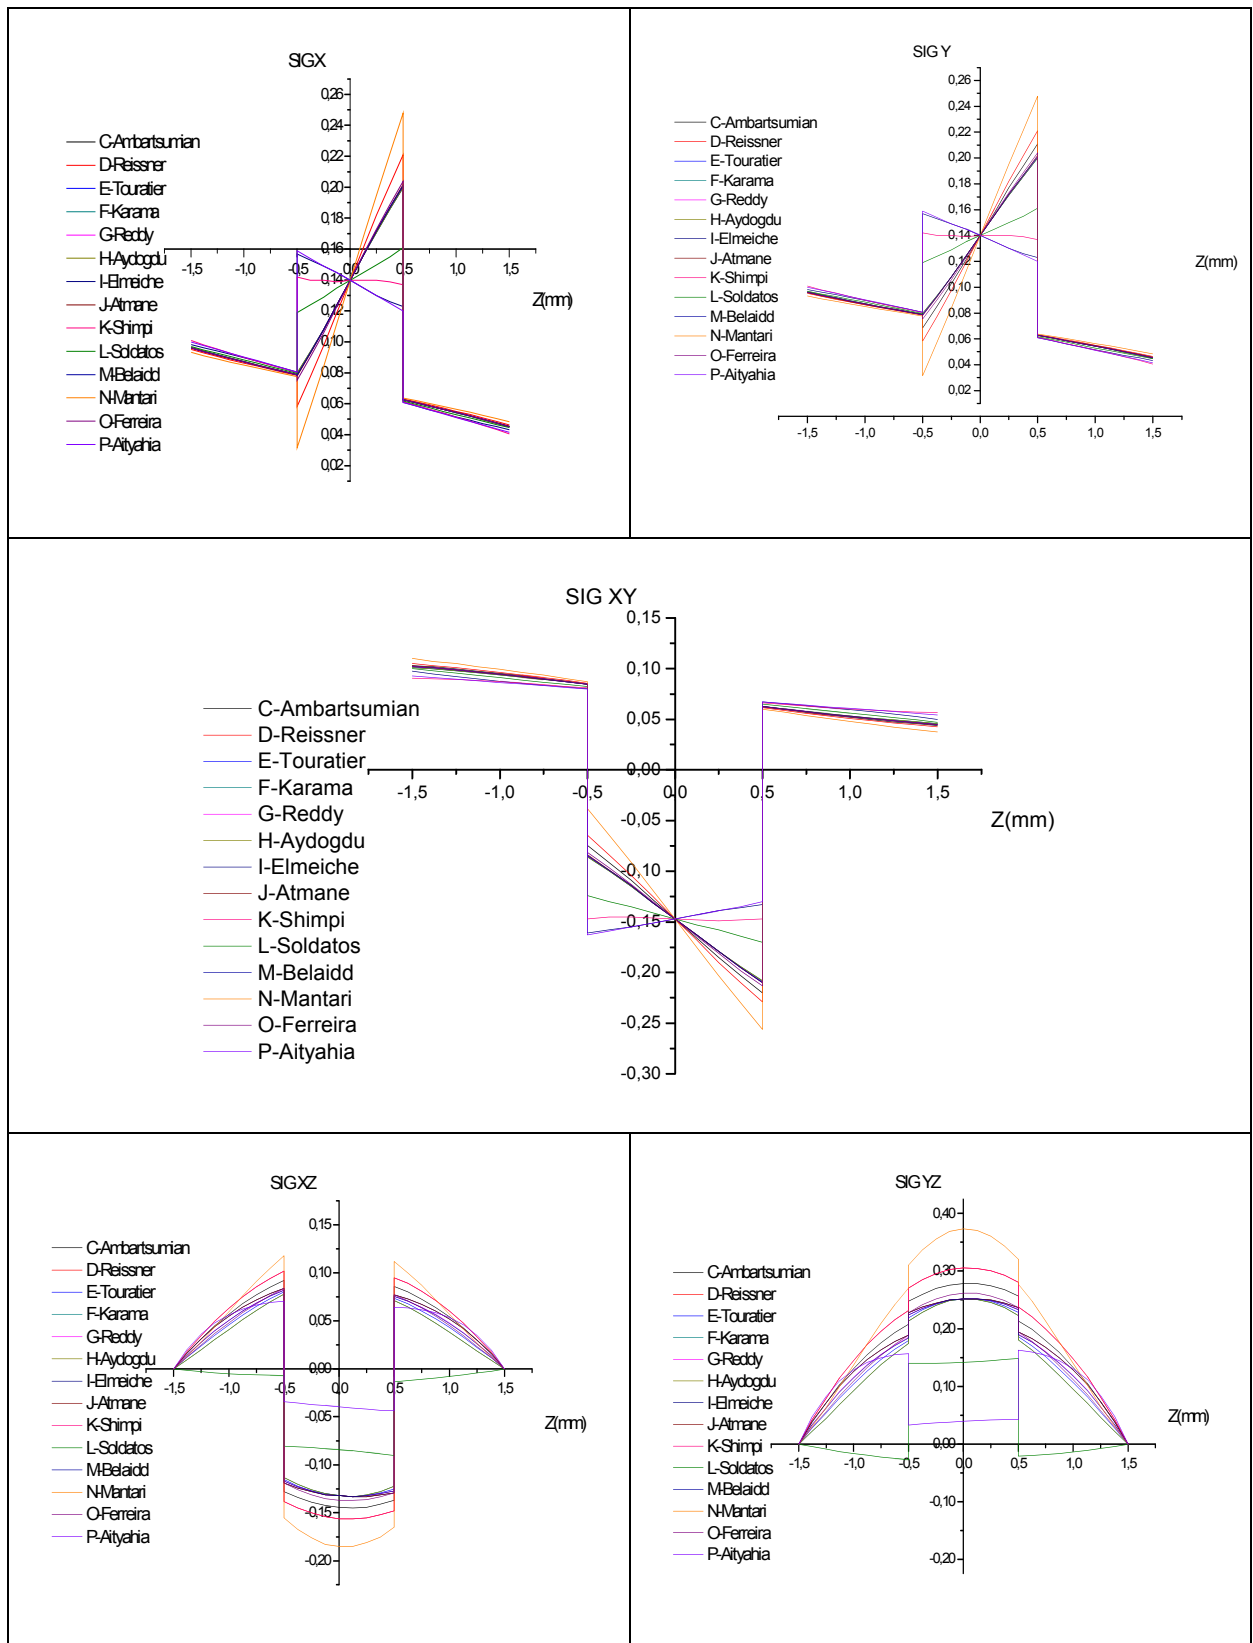 SIGX
0,26
0,24
0,22
0,20
0,18
0,16
0,14
0,12
0,10
0,08
0,06
0,04
0,02
-1,5 -1,0 -0,5 0,0 0,5 1,0 1,5
Z(mm)
C-Ambartsumian
D-Reissner
E-Touratier
F-Karama
G-Reddy
H-Aydogdu
I-Elmeiche
J-Atmane
K-Shimpi
L-Soldatos
M-Belaidd
N-Mantari
O-Ferreira
P-Aityahia
SIG Y
0,26
0,24
0,22
0,20
0,18
0,16
0,14
0,12
0,10
0,08
0,06
0,04
0,02
-1,5 -1,0 -0,5 0,0 0,5 1,0 1,5
Z(mm)
C-Ambartsumian
D-Reissner
E-Touratier
F-Karama
G-Reddy
H-Aydogdu
I-Elmeiche
J-Atmane
K-Shimpi
L-Soldatos
M-Belaidd
N-Mantari
O-Ferreira
P-Aityahia
SIG XY
0,15
0,10
0,05
0,00
-0,05
-0,10
-0,15
-0,20
-0,25
-0,30
-1,5 -1,0 -0,5 0,0 0,5 1,0 1,5
Z(mm)
C-Ambartsumian
D-Reissner
E-Touratier
F-Karama
G-Reddy
H-Aydogdu
I-Elmeiche
J-Atmane
K-Shimpi
L-Soldatos
M-Belaidd
N-Mantari
O-Ferreira
P-Aityahia
SIGXZ
0,15
0,10
0,05
0,00
-0,05
-0,10
-0,15
-0,20
-1,5 -1,0 -0,5 0,0 0,5 1,0 1,5
Z(mm)
C-Ambartsumian
D-Reissner
E-Touratier
F-Karama
G-Reddy
H-Aydogdu
I-Elmeiche
J-Atmane
K-Shimpi
L-Soldatos
M-Belaidd
N-Mantari
O-Ferreira
P-Aityahia
SIG YZ
0,40
0,30
0,20
0,10
0,00
-0,10
-0,20
-1,5 -1,0 -0,5 0,0 0,5 1,0 1,5
Z(mm)
C-Ambartsumian
D-Reissner
E-Touratier
F-Karama
G-Reddy
H-Aydogdu
I-Elmeiche
J-Atmane
K-Shimpi
L-Soldatos
M-Belaidd
N-Mantari
O-Ferreira
P-Aityahia